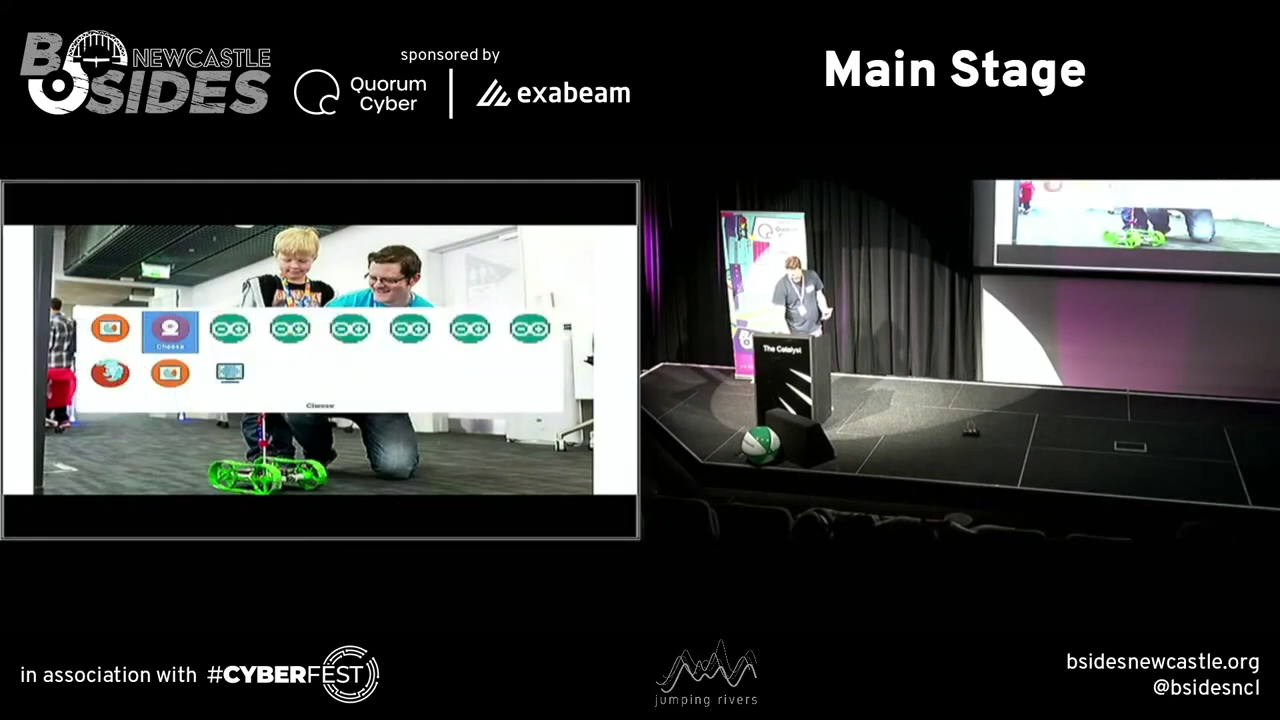 BSIDES NEWCASTLE
sponsored by
Quorum Cyber
exabeam
Main Stage
Cheese
Cheese
The Catalyst
in association with #CYBERFEST
jumping rivers
bsidesnewcastle.org
@bsidesncl